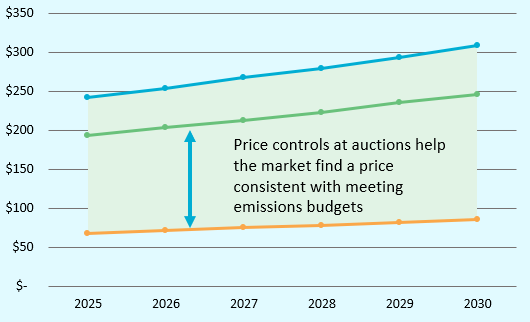 $350
$300
$250
$200
$150
$100
$50
$-
Price controls at auctions help
the market find a price
consistent with meeting
emissions budgets
2025 2026 2027 2028 2029 2030